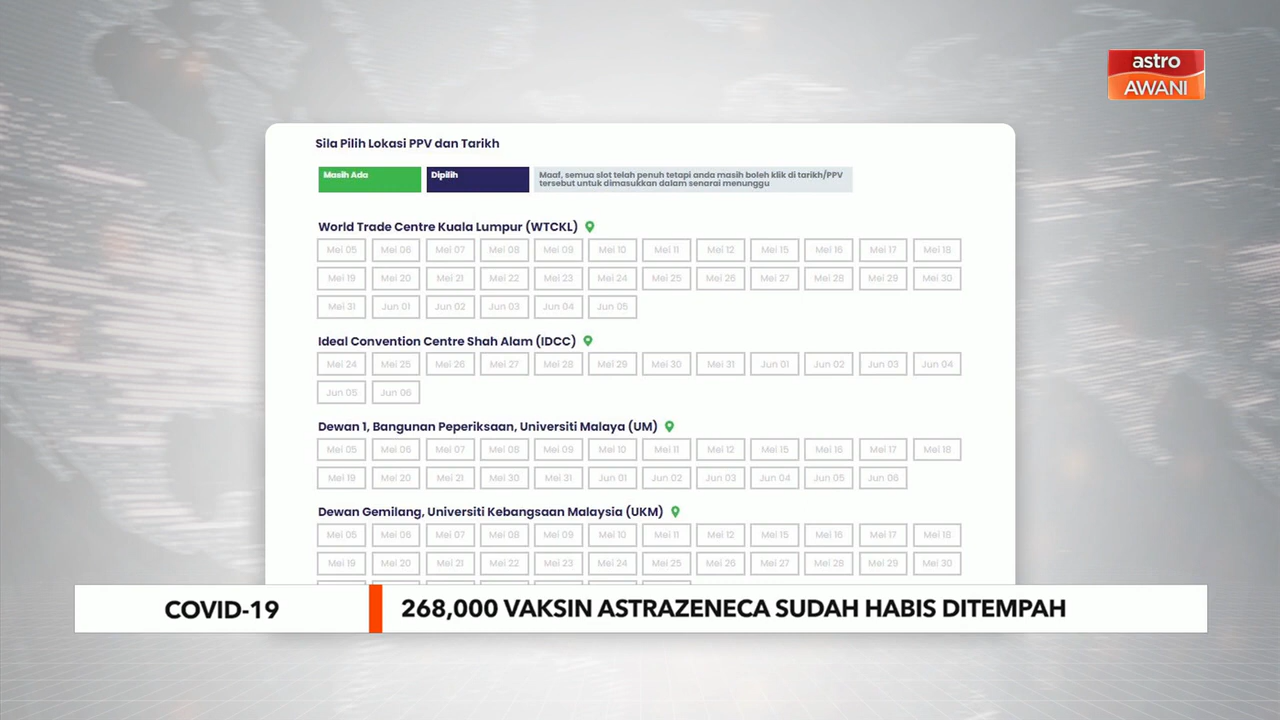 astro
AWANI
Sila Pilih Lokasi PPV dan Tarikh
Masih Ada
Dipilih
Maaf, semua slot telah penuh tetapi anda masih boleh klik di tarikh/PPV
tersebut untuk dimasukkan dalam senarai menunggu
World Trade Centre Kuala Lumpur (WTCKL)
Mei 05 Mei 06 Mei 07 Mei 08 Mei 09 Mei 10 Mei 11 Mei 12 Mei 15 Mei 16 Mei 17 Mei 18
Mei 19 Mei 20 Mei 21 Mei 22 Mei 23 Mei 24 Mei 25 Mei 26 Mei 27 Mei 28 Mei 29 Mei 30
Mei 31 Jun 01 Jun 02 Jun 03 Jun 04 Jun 05
Ideal Convention Centre Shah Alam (IDCC)
Mei 24 Mei 25 Mei 26 Mei 27 Mei 28 Mei 29 Mei 30 Mei 31 Jun 01 Jun 02 Jun 03 Jun 04
Jun 05 Jun 06
Dewan 1, Bangunan Peperiksaan, Universiti Malaya (UM)
Mei 05 Mei 06 Mei 07 Mei 08 Mei 09 Mei 10 Mei 11 Mei 12 Mei 15 Mei 16 Mei 17 Mei 18
Mei 19 Mei 20 Mei 21 Mei 30 Mei 31 Jun 01 Jun 02 Jun 03 Jun 04 Jun 05 Jun 06
Dewan Gemilang, Universiti Kebangsaan Malaysia (UKM)
Mei 05 Mei 06 Mei 07 Mei 08 Mei 09 Mei 10 Mei 11 Mei 12 Mei 15 Mei 16 Mei 17 Mei 18
Mei 19 Mei 20 Mei 21 Mei 22 Mei 23 Mei 24 Mei 25 Mei 26 Mei 27 Mei 28 Mei 29 Mei 30
COVID-19
268,000 VAKSIN ASTRAZENECA SUDAH HABIS DITEMPAH